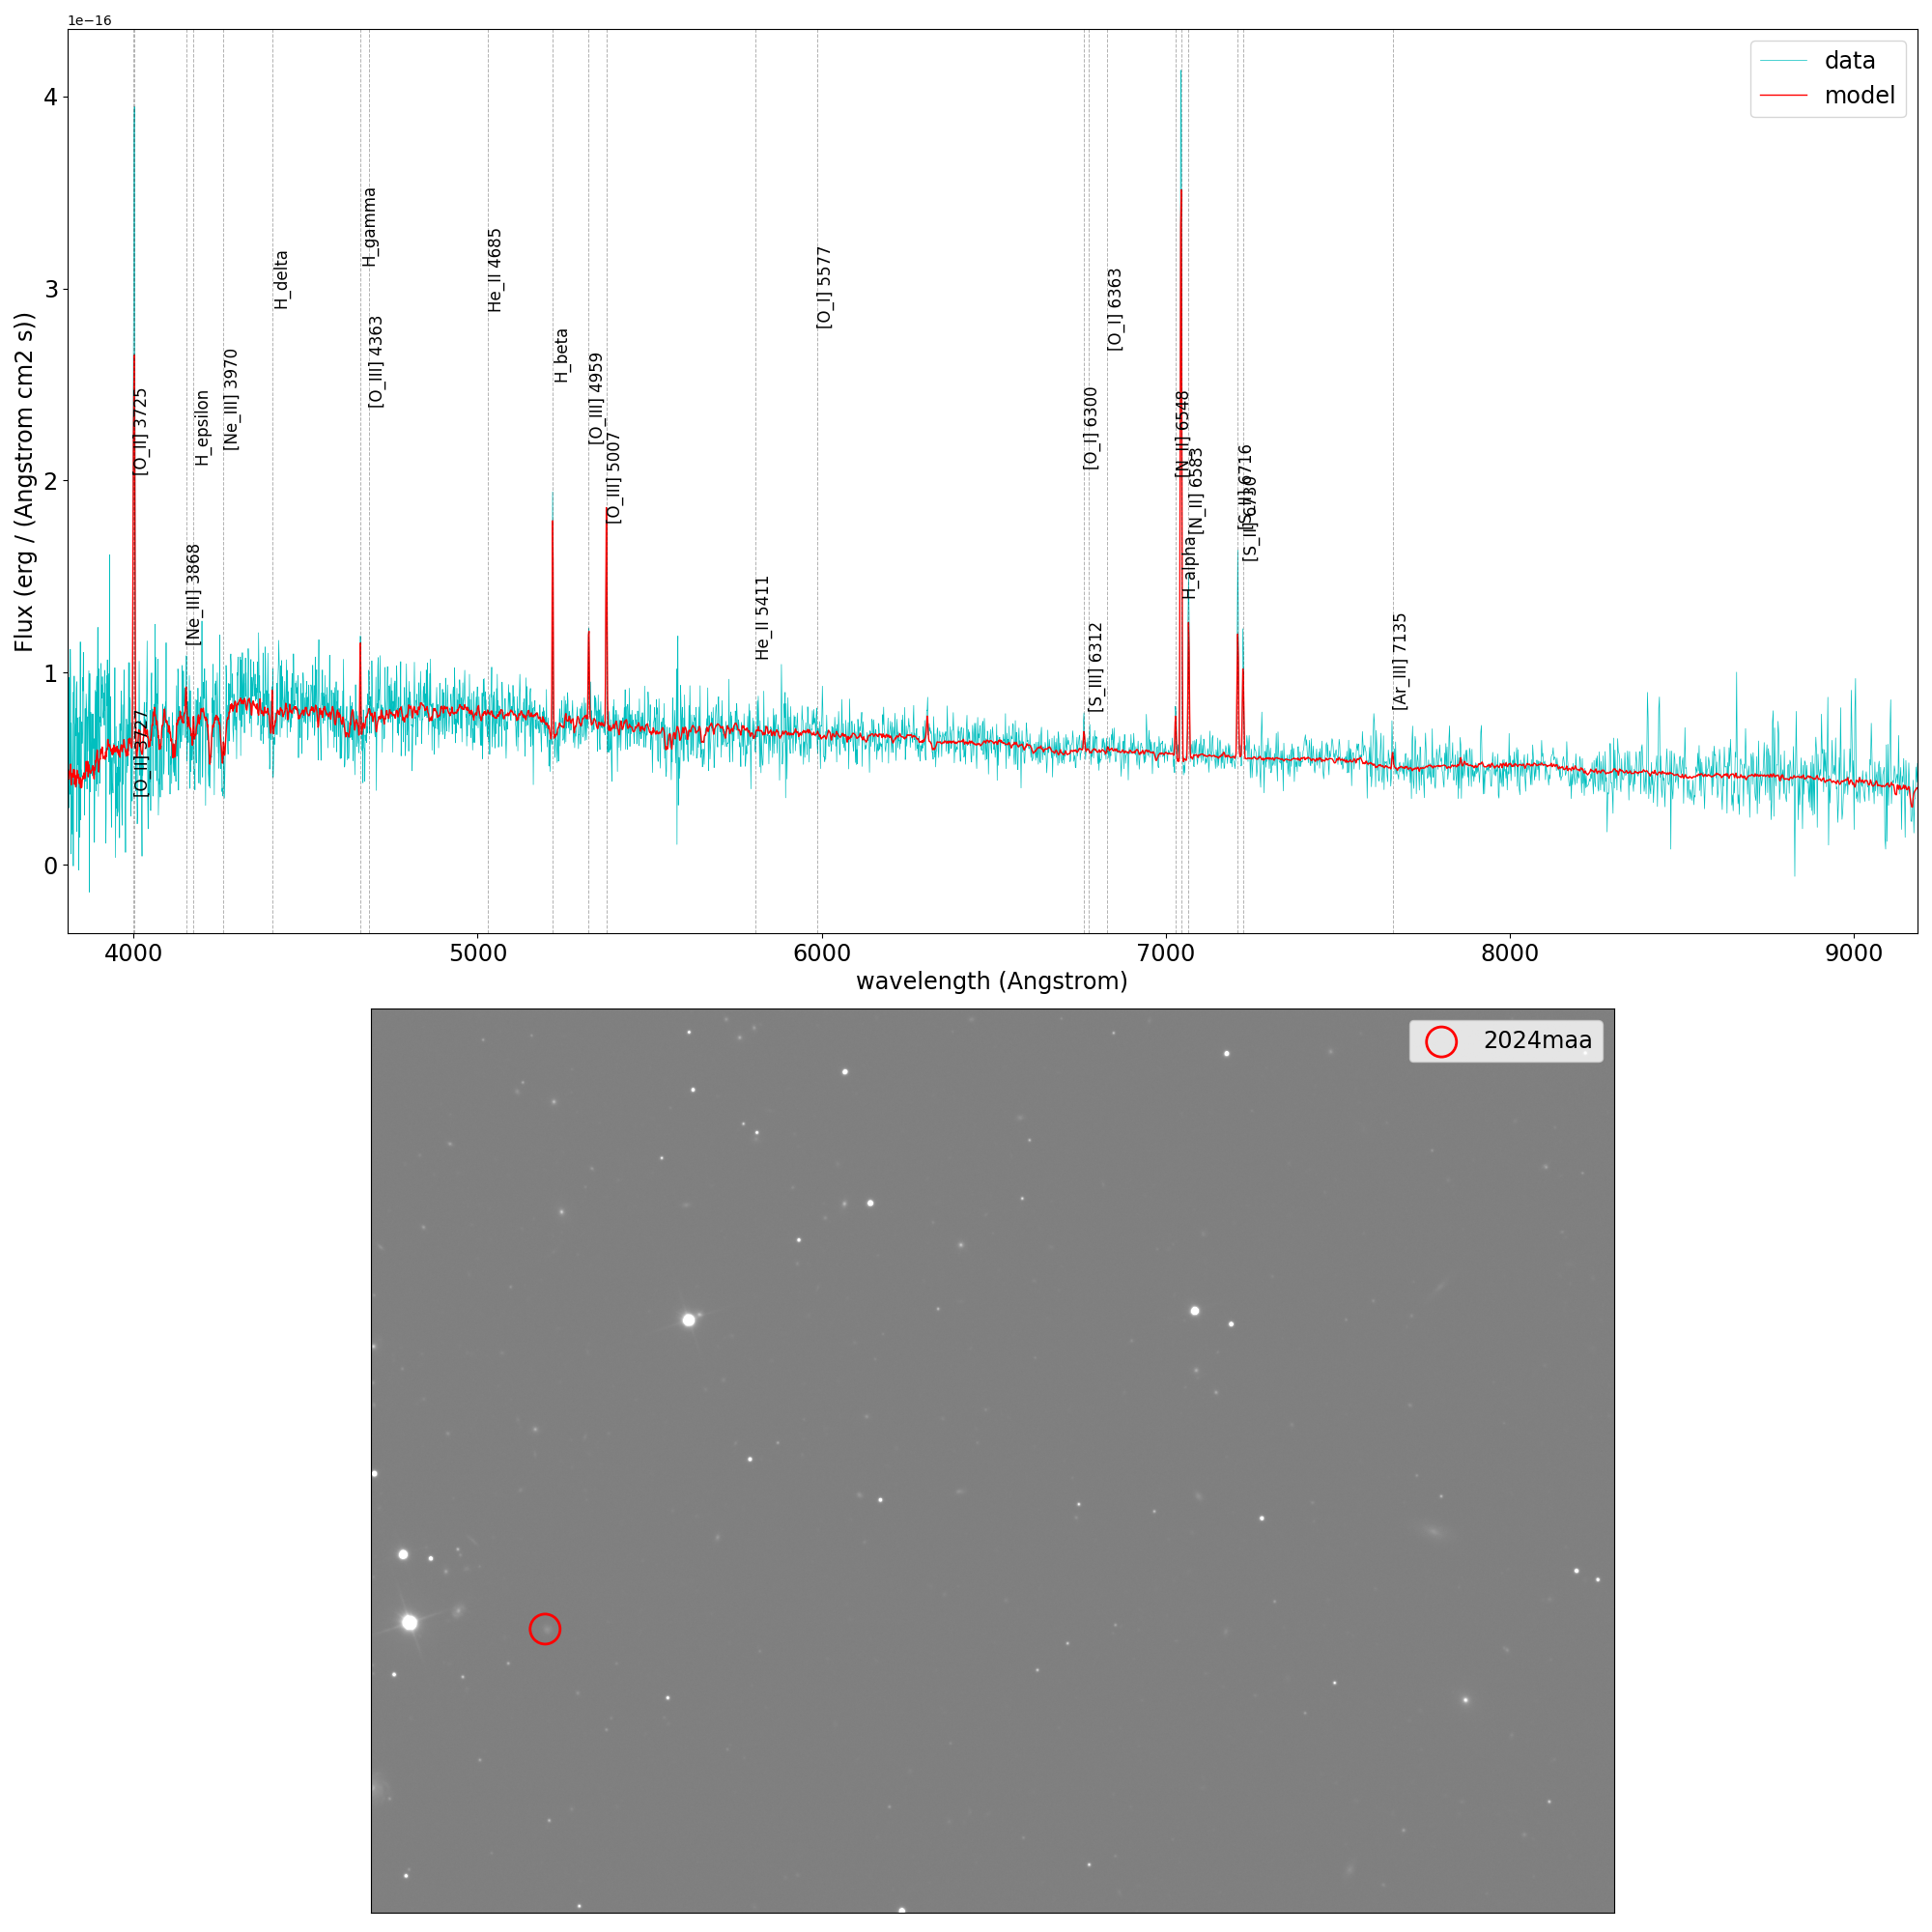 1e−16
data
model
Flux (erg / (Angstrom cm2 s))
4
3
2
1
0
[O_II] 3725
[O_II] 3727
[Ne_III] 3868
H_epsilon
[Ne_III] 3970
H_delta
H_gamma
[O_III] 4363
He_II 4685
H_beta
[O_III] 4959
[O_III] 5007
He_II 5411
[O_I] 5577
[O_I] 6300
[S_III] 6312
[O_I] 6363
[N_II] 6548
H_alpha
[N_II] 6583
[S_II] 6716
[S_II] 6730
[Ar_III] 7135
4000
5000
6000
7000
8000
9000
wavelength (Angstrom)
2024maa